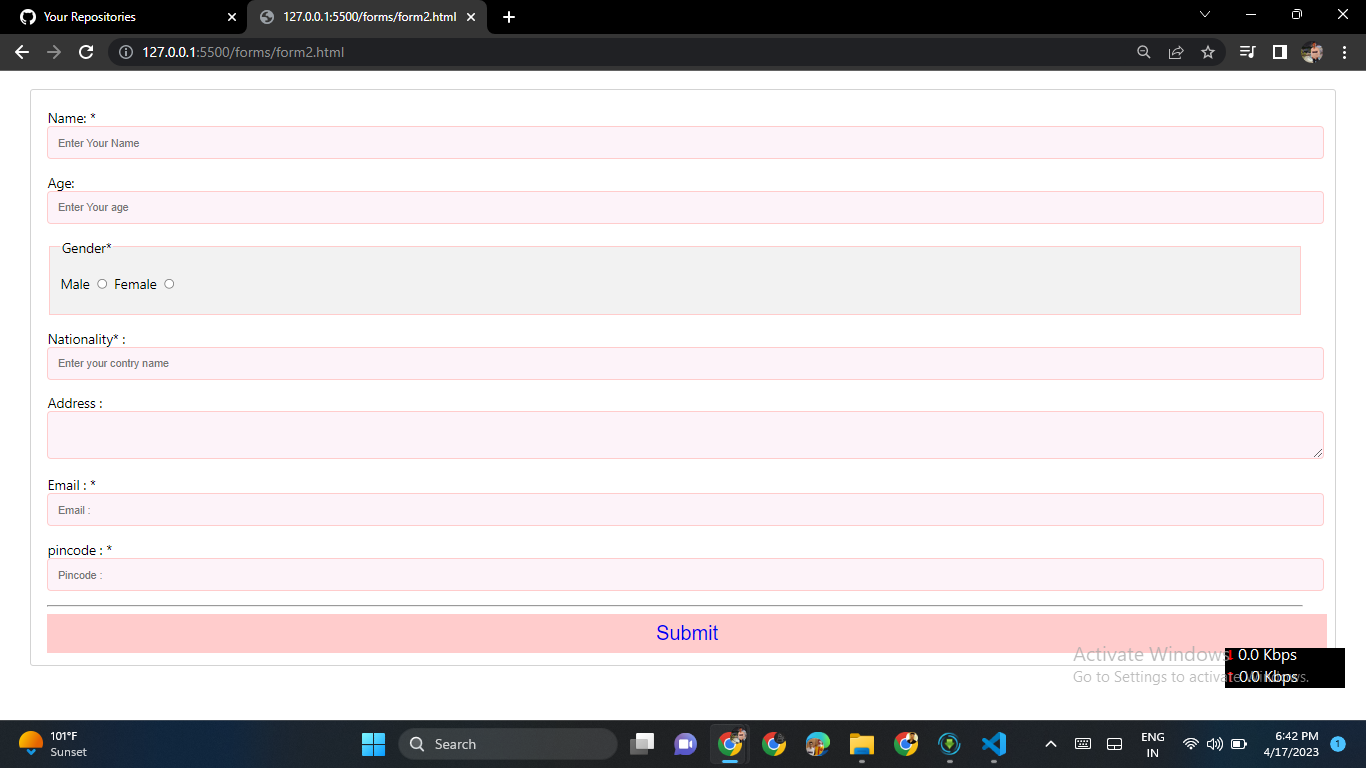 Your Repositories
127.0.0.1:5500/forms/form2.html
127.0.0.1:5500/forms/form2.html
Name: *
Enter Your Name
Age:
Enter Your age
Gender*
Male Female
Nationality* :
Enter your contry name
Address :
Email : *
Email :
pincode : *
Pincode :
Submit
Activate Windows
0.0 Kbps
Go to Settings to activate Windows.
0.0 Kbps
101°F
Sunset
Search
ENG
IN
6:42 PM
4/17/2023
1